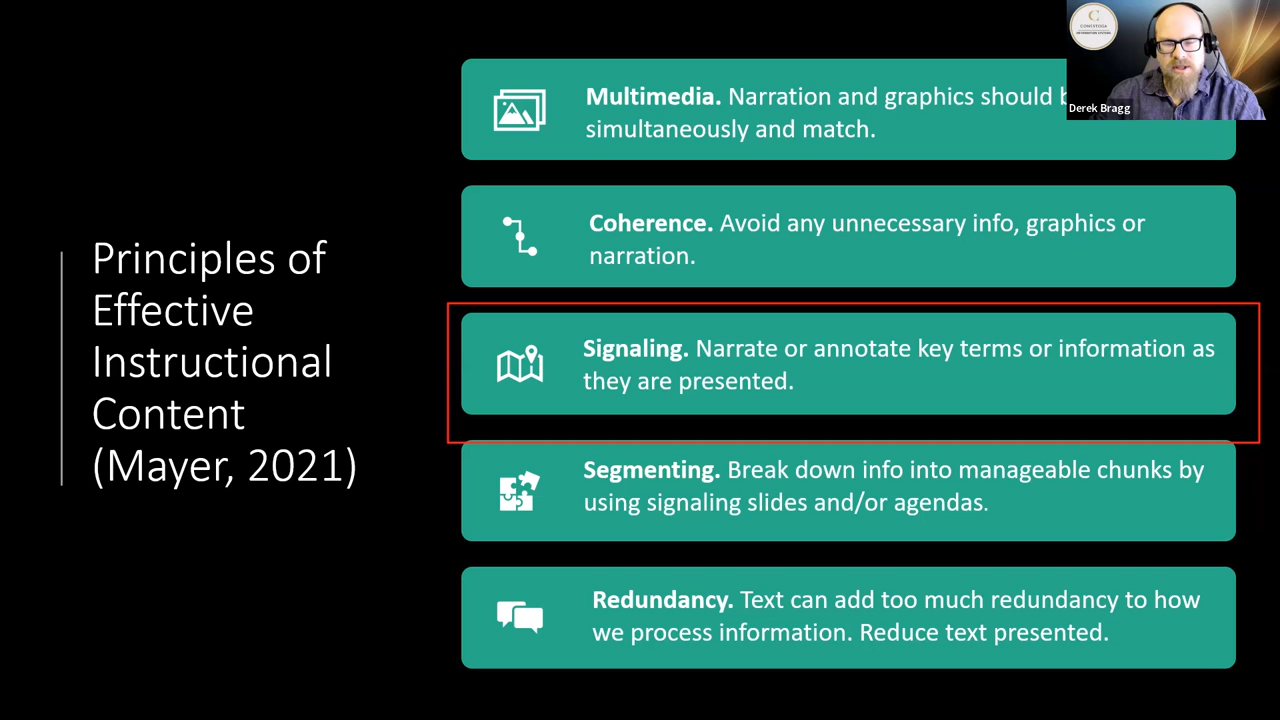 Principles of
Effective
Instructional
Content
(Mayer, 2021)
Multimedia. Narration and graphics should
simultaneously and match.
Coherence. Avoid any unnecessary info, graphics or
narration.
Signaling. Narrate or annotate key terms or information as
they are presented.
Segmenting. Break down info into manageable chunks by
using signaling slides and/or agendas.
Redundancy. Text can add too much redundancy to how
we process information. Reduce text presented.
Derek Bragg